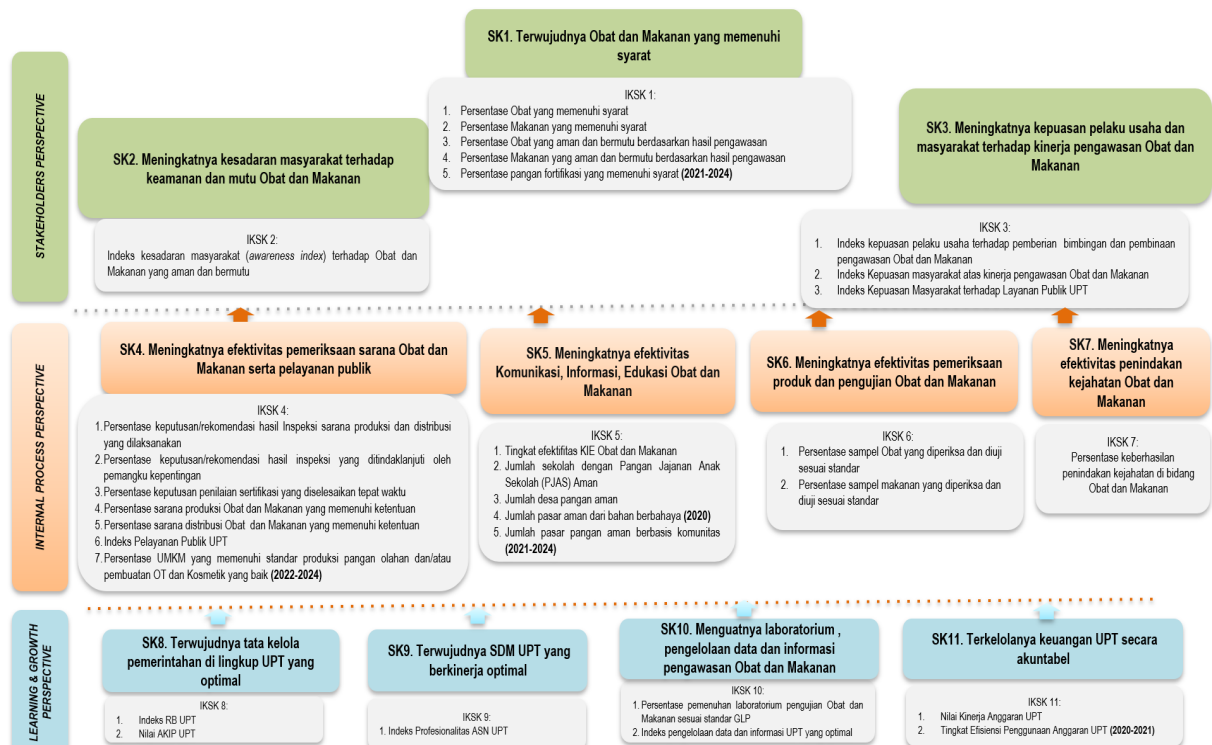 STAKEHOLDERS PERSPECTIVE
SK1. Terwujudnya Obat dan Makanan yang memenuhi
syarat
IKSK 1:
1. Persentase Obat yang memenuhi syarat
2. Persentase Makanan yang memenuhi syarat
3. Persentase Obat yang aman dan bermutu berdasarkan hasil pengawasan
4. Persentase Makanan yang aman dan bermutu berdasarkan hasil pengawasan
5. Persentase pangan fortifikasi yang memenuhi syarat (2021-2024)
SK2. Meningkatnya kesadaran masyarakat terhadap
keamanan dan mutu Obat dan Makanan
IKSK 2:
Indeks kesadaran masyarakat (awareness index) terhadap Obat dan
Makanan yang aman dan bermutu
SK3. Meningkatnya kepuasan pelaku usaha dan
masyarakat terhadap kinerja pengawasan Obat dan
Makanan
IKSK 3:
1. Indeks kepuasan pelaku usaha terhadap pemberian bimbingan dan pembinaan
pengawasan Obat dan Makanan
2. Indeks Kepuasan masyarakat atas kinerja pengawasan Obat dan Makanan
3. Indeks Kepuasan Masyarakat terhadap Layanan Publik UPT
INTERNAL PROCESS PERSPECTIVE
SK4. Meningkatnya efektivitas pemeriksaan sarana Obat dan
Makanan serta pelayanan publik
IKSK 4:
1. Persentase keputusan/rekomendasi hasil Inspeksi sarana produksi dan distribusi
yang dilaksanakan
2. Persentase keputusan/rekomendasi hasil inspeksi yang ditindaklanjuti oleh
pemangku kepentingan
3. Persentase keputusan penilaian sertifikasi yang diselesaikan tepat waktu
4. Persentase sarana produksi Obat dan Makanan yang memenuhi ketentuan
5. Persentase sarana distribusi Obat dan Makanan yang memenuhi ketentuan
6. Indeks Pelayanan Publik UPT
7. Persentase UMKM yang memenuhi standar produksi pangan olahan dan/atau
pembuatan OT dan Kosmetik yang baik (2022-2024)
SK5. Meningkatnya efektivitas
Komunikasi, Informasi, Edukasi Obat dan
Makanan
IKSK 5:
1. Tingkat efektifitas KIE Obat dan Makanan
2. Jumlah sekolah dengan Pangan Jajanan Anak
Sekolah (PJAS) Aman
3. Jumlah desa pangan aman
4. Jumlah pasar aman dari bahan berbahaya (2020)
5. Jumlah pasar pangan aman berbasis komunitas
(2021-2024)
SK6. Meningkatnya efektivitas pemeriksaan
produk dan pengujian Obat dan Makanan
IKSK 6:
1. Persentase sampel Obat yang diperiksa dan diuji
sesuai standar
2. Persentase sampel makanan yang diperiksa dan
diuji sesuai standar
SK7. Meningkatnya
efektivitas penindakan
kejahatan Obat dan
Makanan
IKSK 7:
Persentase keberhasilan
penindakan kejahatan di bidang
Obat dan Makanan
LEARNING & GROWTH
PERSPECTIVE
SK8. Terwujudnya tata kelola
pemerintahan di lingkup UPT yang
optimal
IKSK 8:
1. Indeks RB UPT
2. Nilai AKIP UPT
SK9. Terwujudnya SDM UPT yang
berkinerja optimal
IKSK 9:
1. Indeks Profesionalitas ASN UPT
SK10. Menguatnya laboratorium ,
pengelolaan data dan informasi
pengawasan Obat dan Makanan
IKSK 10:
1. Persentase pemenuhan laboratorium pengujian Obat dan
Makanan sesuai standar GLP
2. Indeks pengelolaan data dan informasi UPT yang optimal
SK11. Terkelolanya keuangan UPT secara
akuntabel
IKSK 11:
1. Nilai Kinerja Anggaran UPT
2. Tingkat Efisiensi Penggunaan Anggaran UPT (2020-2021)